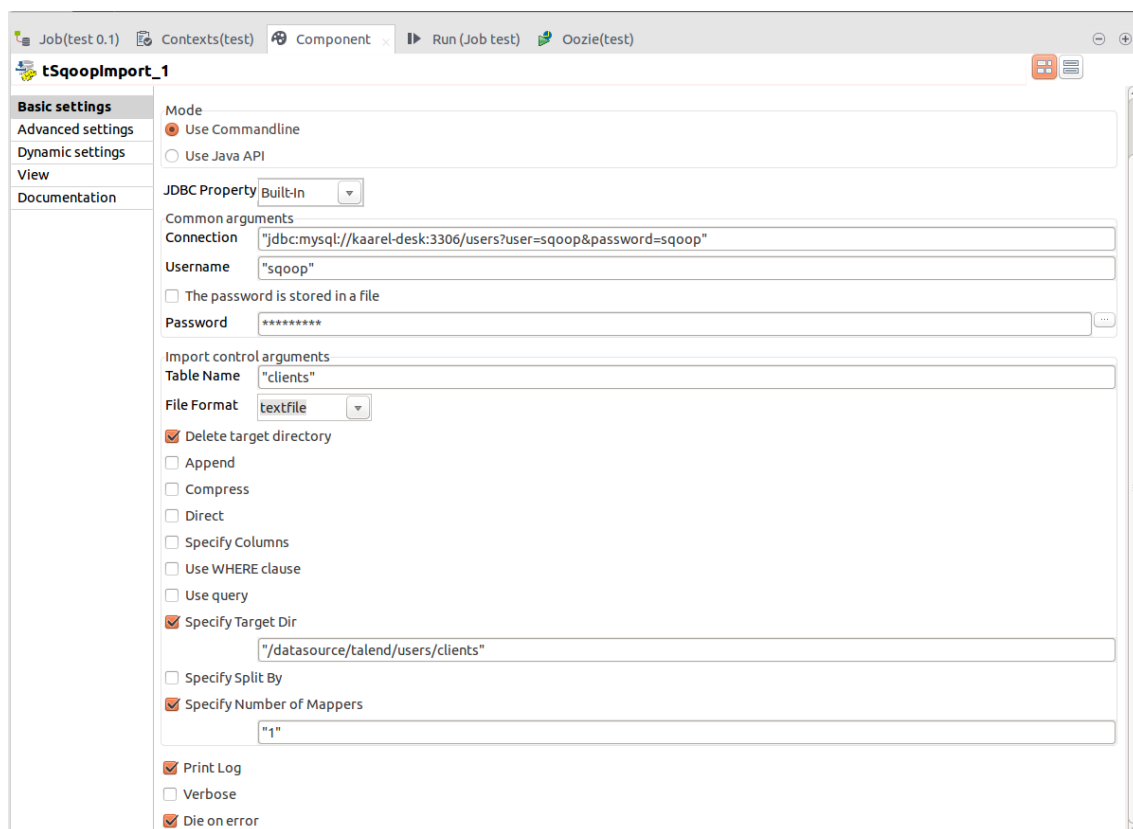 Job(test 0.1) Contexts(test) Component Run (Job test) Oozie(test)
tSqoopImport_1
Basic settings
Advanced settings
Dynamic settings
View
Documentation
Mode
Use Commandline
Use Java API
JDBC Property Built-In
Common arguments
Connection "jdbc:mysql://kaarel-desk:3306/users?user=sqoop&password=sqoop"
Username "sqoop"
The password is stored in a file
Password *********
Import control arguments
Table Name "clients"
File Format textfile
Delete target directory
Append
Compress
Direct
Specify Columns
Use WHERE clause
Use query
Specify Target Dir
"/datasource/talend/users/clients"
Specify Split By
Specify Number of Mappers
"1"
Print Log
Verbose
Die on error